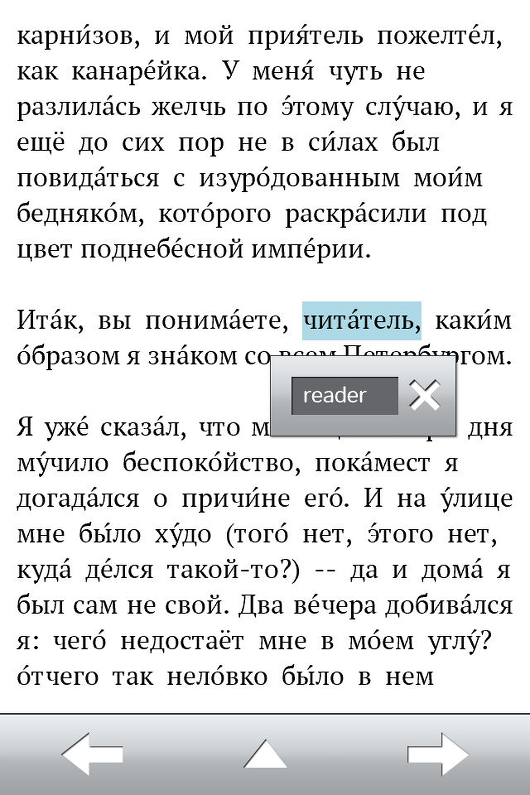 карни́зов, и мой прия́тель пожелте́л,
как канаре́йка. У меня́ чуть не
разлила́сь желчь по э́тому слу́чаю, и я
ещё до сих пор не в си́лах был
повида́ться с изуро́дованным мои́м
бедняко́м, кото́рого раскра́сили под
цвет поднебе́сной импе́рии.
Ита́к, вы понима́ете, чита́тель, каки́м
о́бразом я зна́ком со всем Петербургом.
reader
Я уже́ сказа́л, что дня
му́чило беспоко́йство, пока́мест я
догада́лся о причи́не его́. И на у́лице
мне бы́ло ху́до (того́ нет, э́того нет,
куда́ де́лся такой-то?) -- да и дома́ я
был сам не свой. Два ве́чера добива́лся
я: чего́ недостаёт мне в мо́ем углу́?
о́тчего так нело́вко бы́ло в нем